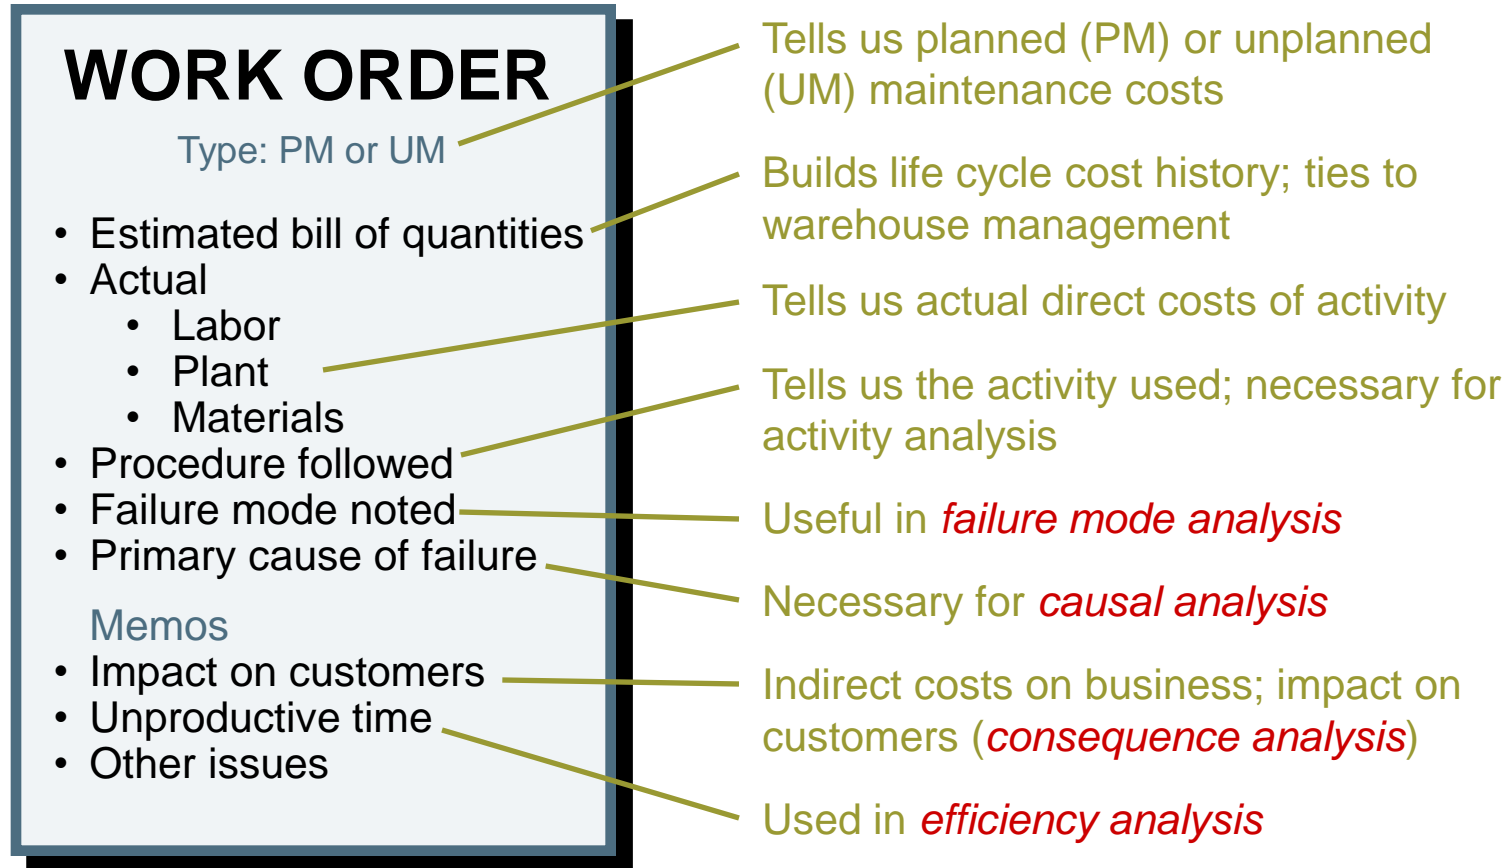 WORK ORDER
Type: PM or UM
• Estimated bill of quantities
• Actual
• Labor
• Plant
• Materials
• Procedure followed
• Failure mode noted
• Primary cause of failure
Memos
• Impact on customers
• Unproductive time
• Other issues
Tells us planned (PM) or unplanned
(UM) maintenance costs
Builds life cycle cost history; ties to
warehouse management
Tells us actual direct costs of activity
Tells us the activity used; necessary for
activity analysis
Useful in failure mode analysis
Necessary for causal analysis
Indirect costs on business; impact on
customers (consequence analysis)
Used in efficiency analysis